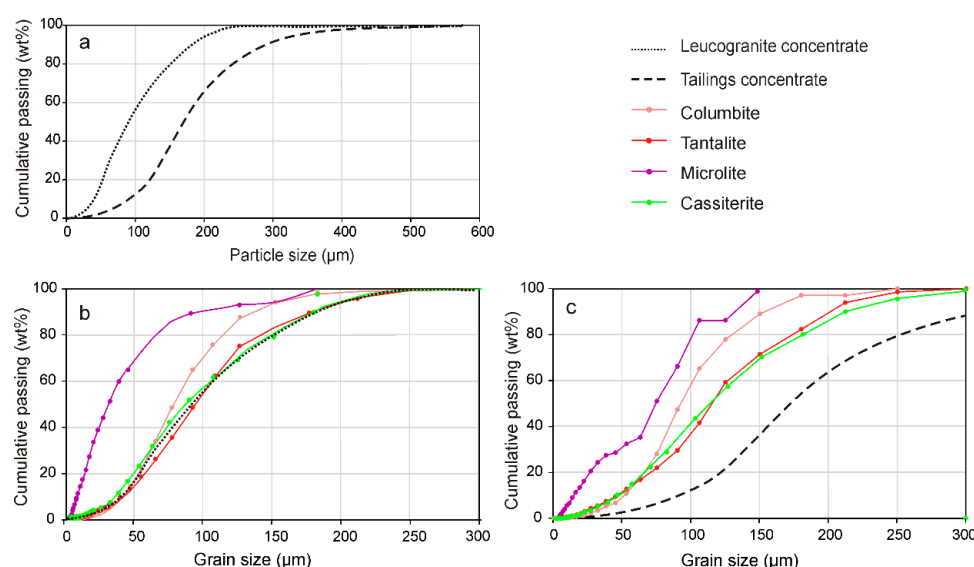 a
Cumulative passing (wt%)
100
80
60
40
20
0
0 100 200 300 400 500 600
Particle size (µm)
Leucogranite concentrate
Tailings concentrate
Columbite
Tantalite
Microlite
Cassiterite
b
Cumulative passing (wt%)
100
80
60
40
20
0
0 50 100 150 200 250 300
Grain size (µm)
c
Cumulative passing (wt%)
100
80
60
40
20
0
0 50 100 150 200 250 300
Grain size (µm)